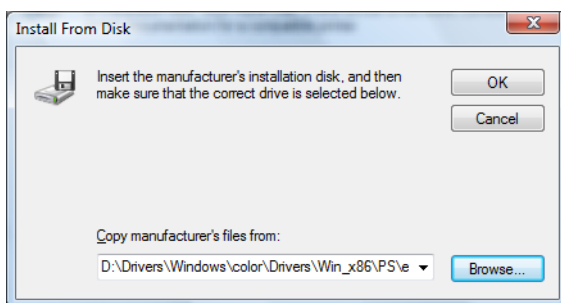 Install From Disk
Insert the manufacturer's installation disk, and then
make sure that the correct drive is selected below.
OK
Cancel
Copy manufacturer's files from:
D:\Drivers\Windows\color\Drivers\Win_x86\PS\e
Browse...